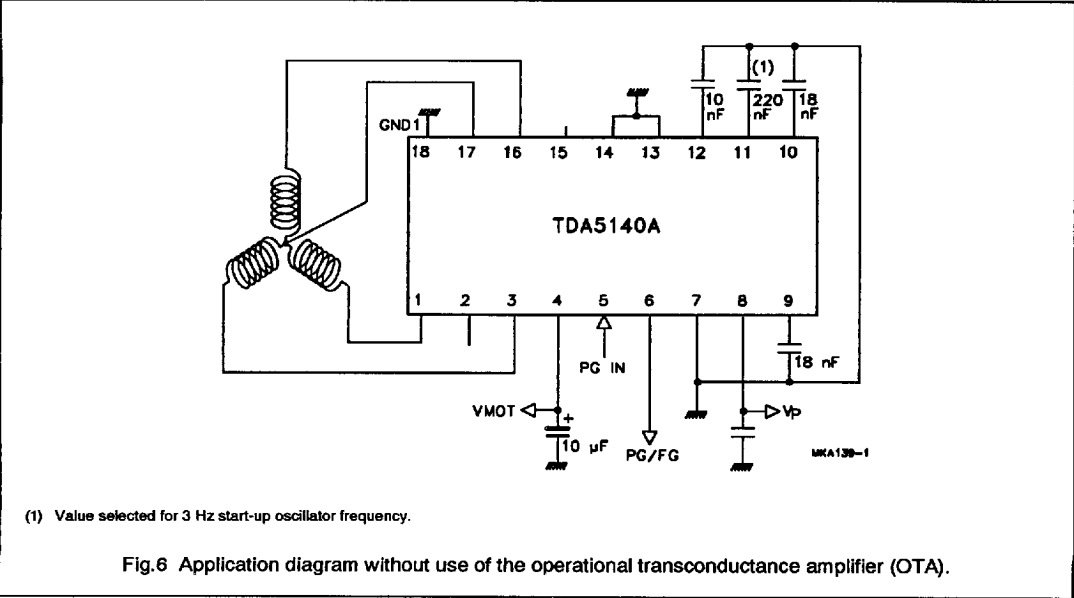 (1)
10 nF
220 nF
18 nF
GND1
18 17 16 15 14 13 12 11 10
TDA5140A
1 2 3 4 5 6 7 8 9
18 nF
PG IN
VMOT
+
10 µF
PG/FG
Vp
MKA139-1
(1) Value selected for 3 Hz start-up oscillator frequency.
Fig.6 Application diagram without use of the operational transconductance amplifier (OTA).